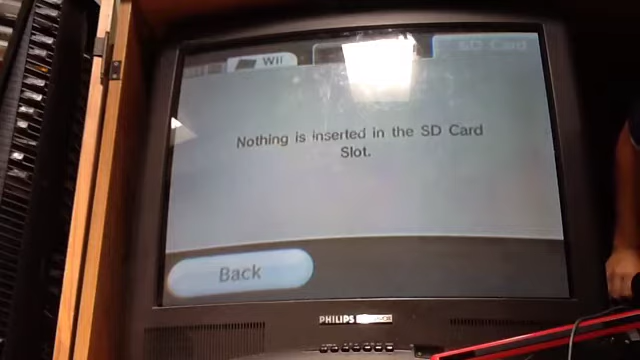 Wii
SD Card
Nothing is inserted in the SD Card
Slot.
Back
PHILIPS